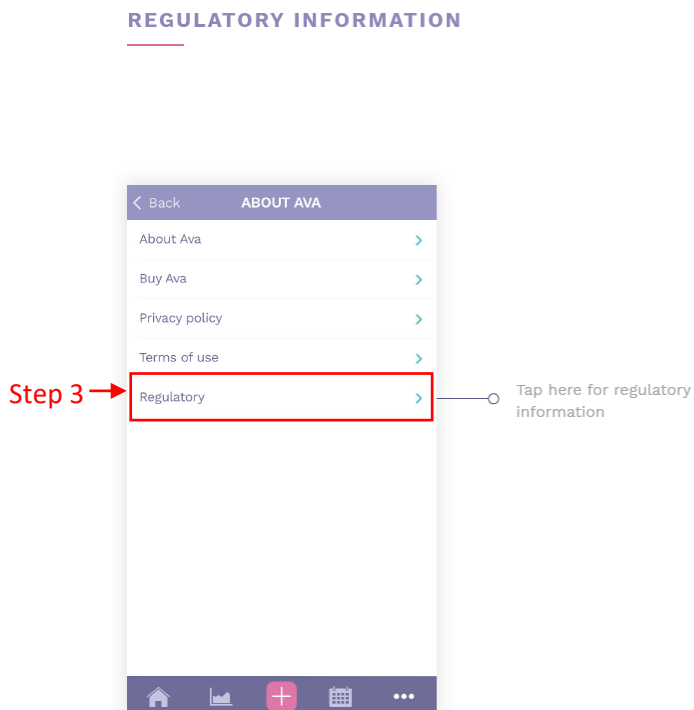 REGULATORY INFORMATION
Back ABOUT AVA
About Ava
Buy Ava
Privacy policy
Terms of use
Step 3
Regulatory
Tap here for regulatory
information